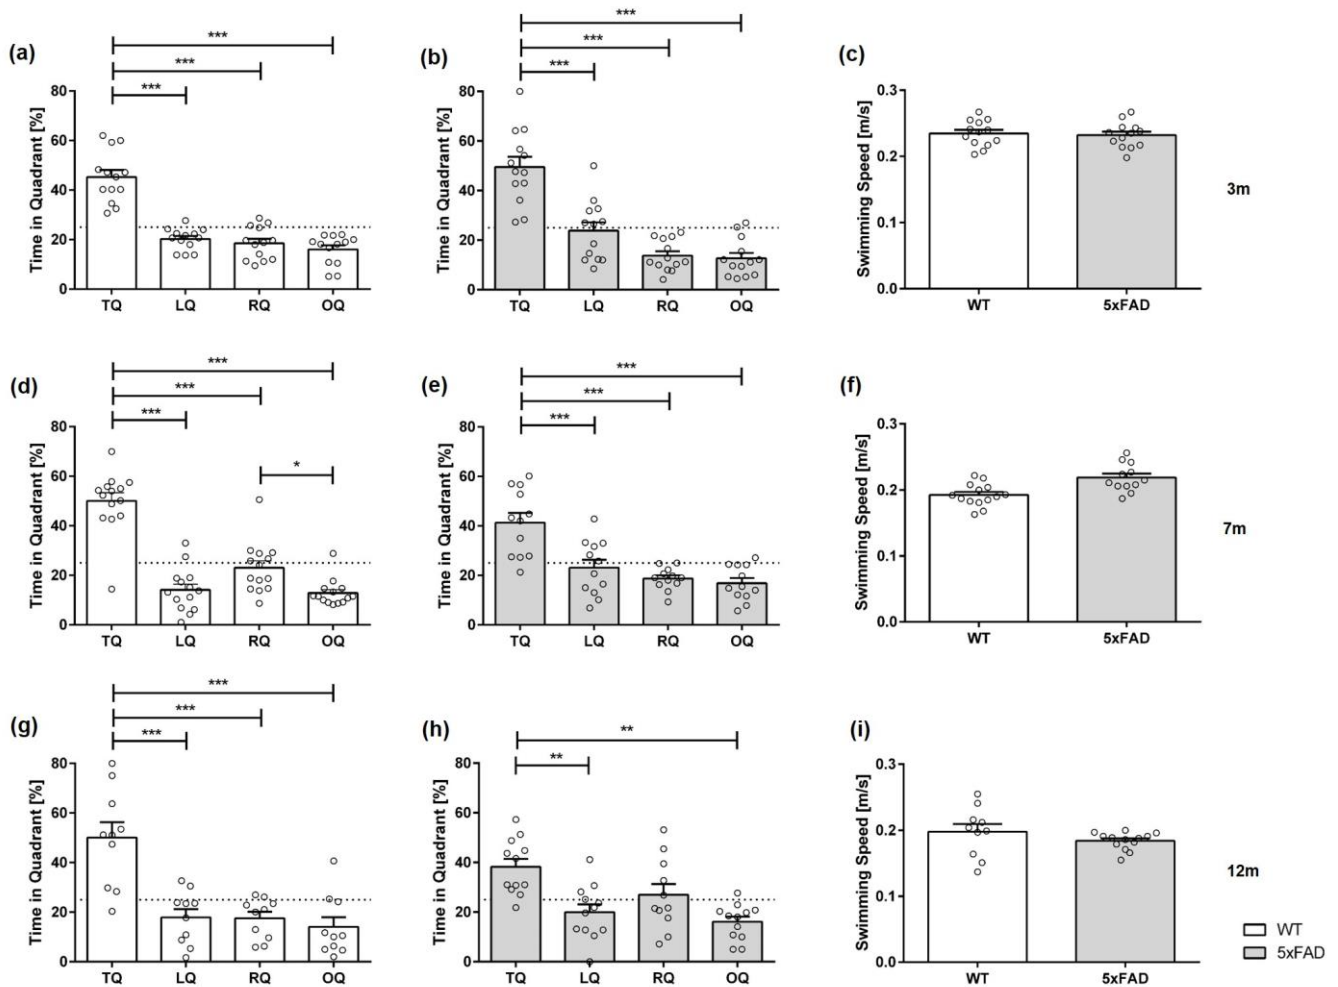 (a)
***
***
***
Time in Quadrant [%]
80
60
40
20
0
TQ LQ RQ OQ
(b)
***
***
***
Time in Quadrant [%]
80
60
40
20
0
TQ LQ RQ OQ
(c)
Swimming Speed [m/s]
0.3
0.2
0.1
0.0
WT 5xFAD
3m
(d)
***
***
***
*
Time in Quadrant [%]
80
60
40
20
0
TQ LQ RQ OQ
(e)
***
***
***
Time in Quadrant [%]
80
60
40
20
0
TQ LQ RQ OQ
(f)
Swimming Speed [m/s]
0.3
0.2
0.1
0.0
WT 5xFAD
7m
(g)
***
***
***
Time in Quadrant [%]
80
60
40
20
0
TQ LQ RQ OQ
(h)
**
**
Time in Quadrant [%]
80
60
40
20
0
TQ LQ RQ OQ
(i)
Swimming Speed [m/s]
0.3
0.2
0.1
0.0
WT 5xFAD
12m
WT
5xFAD